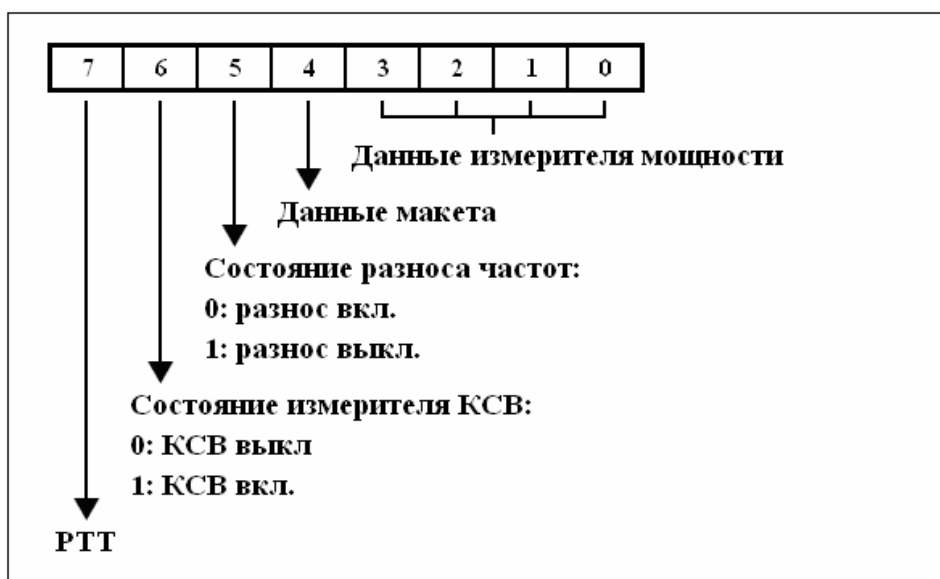 7 6 5 4 3 2 1 0
Данные измерителя мощности
Данные макета
Состояние разноса частот:
0: разнос вкл.
1: разнос выкл.
Состояние измерителя КСВ:
0: КСВ выкл
1: КСВ вкл.
РТТ